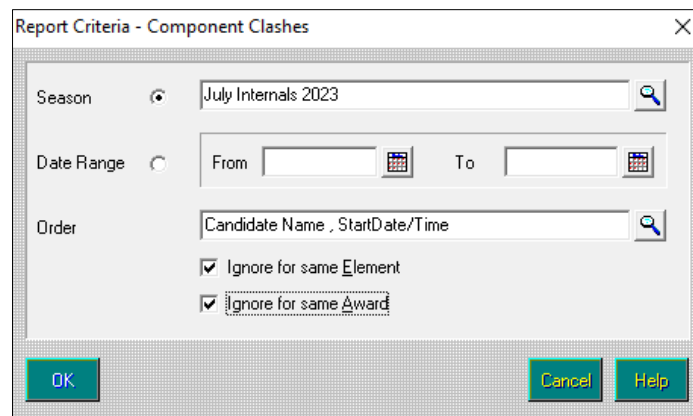 Report Criteria - Component Clashes
Season July Internals 2023
Date Range From To
Order Candidate Name , StartDate/Time
Ignore for same Element
Ignore for same Award
OK Cancel Help